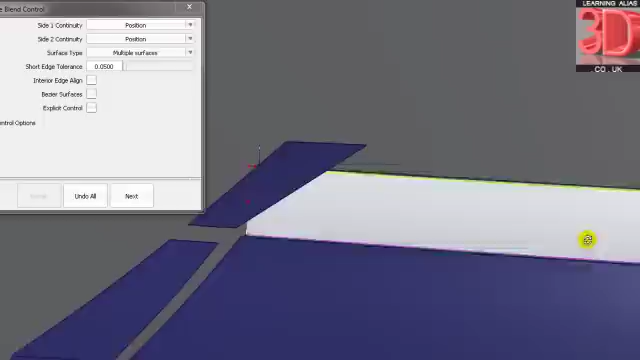 e Blend Control
Side 1 Continuity Position
Side 2 Continuity Position
Surface Type Multiple surfaces
Short Edge Tolerance 0.0500
Interior Edge Align
Bezier Surfaces
Explicit Control
ontrol Options
Undo All Next
LEARNING ALIAS
3D
CO . UK